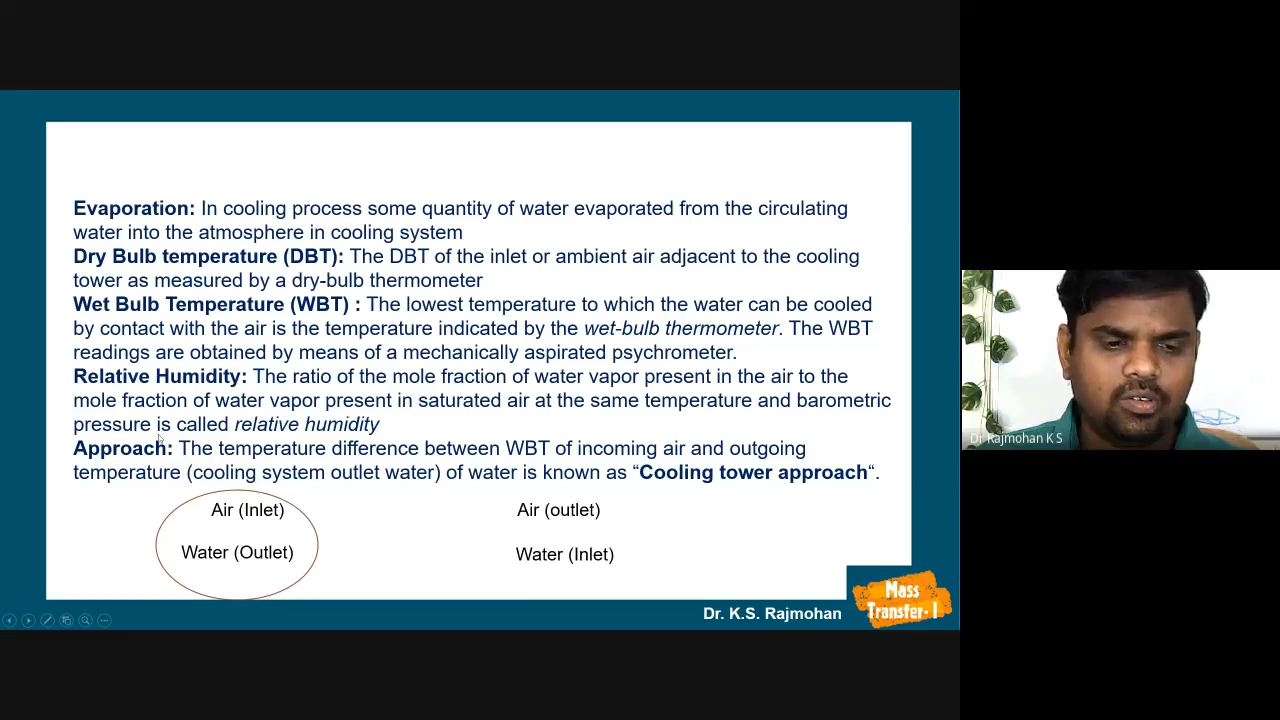 Evaporation: In cooling process some quantity of water evaporated from the circulating
water into the atmosphere in cooling system
Dry Bulb temperature (DBT): The DBT of the inlet or ambient air adjacent to the cooling
tower as measured by a dry-bulb thermometer
Wet Bulb Temperature (WBT) : The lowest temperature to which the water can be cooled
by contact with the air is the temperature indicated by the wet-bulb thermometer. The WBT
readings are obtained by means of a mechanically aspirated psychrometer.
Relative Humidity: The ratio of the mole fraction of water vapor present in the air to the
mole fraction of water vapor present in saturated air at the same temperature and barometric
pressure is called relative humidity
Approach: The temperature difference between WBT of incoming air and outgoing
temperature (cooling system outlet water) of water is known as “Cooling tower approach“.
Air (Inlet)
Water (Outlet)
Air (outlet)
Water (Inlet)
Dr. K.S. Rajmohan
Mass
Transfer- I
Dr Rajmohan K S